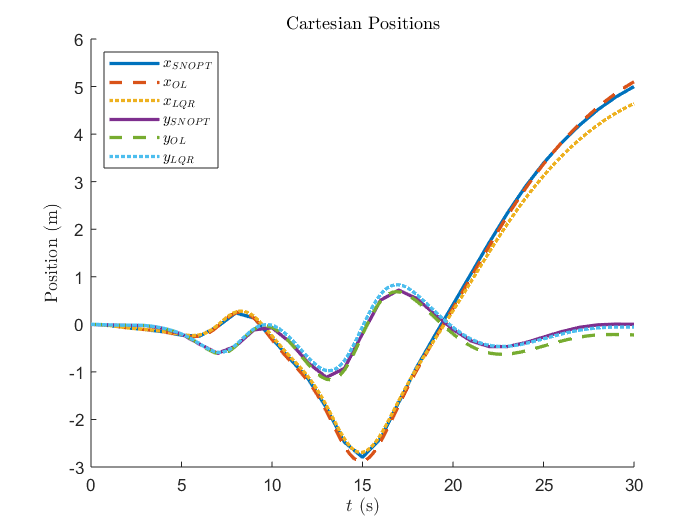 Cartesian Positions
6
5
4
3
2
1
0
-1
-2
-3
Position (m)
x_SNOPT
x_OL
x_LQR
y_SNOPT
y_OL
y_LQR
0 5 10 15 20 25 30
t (s)